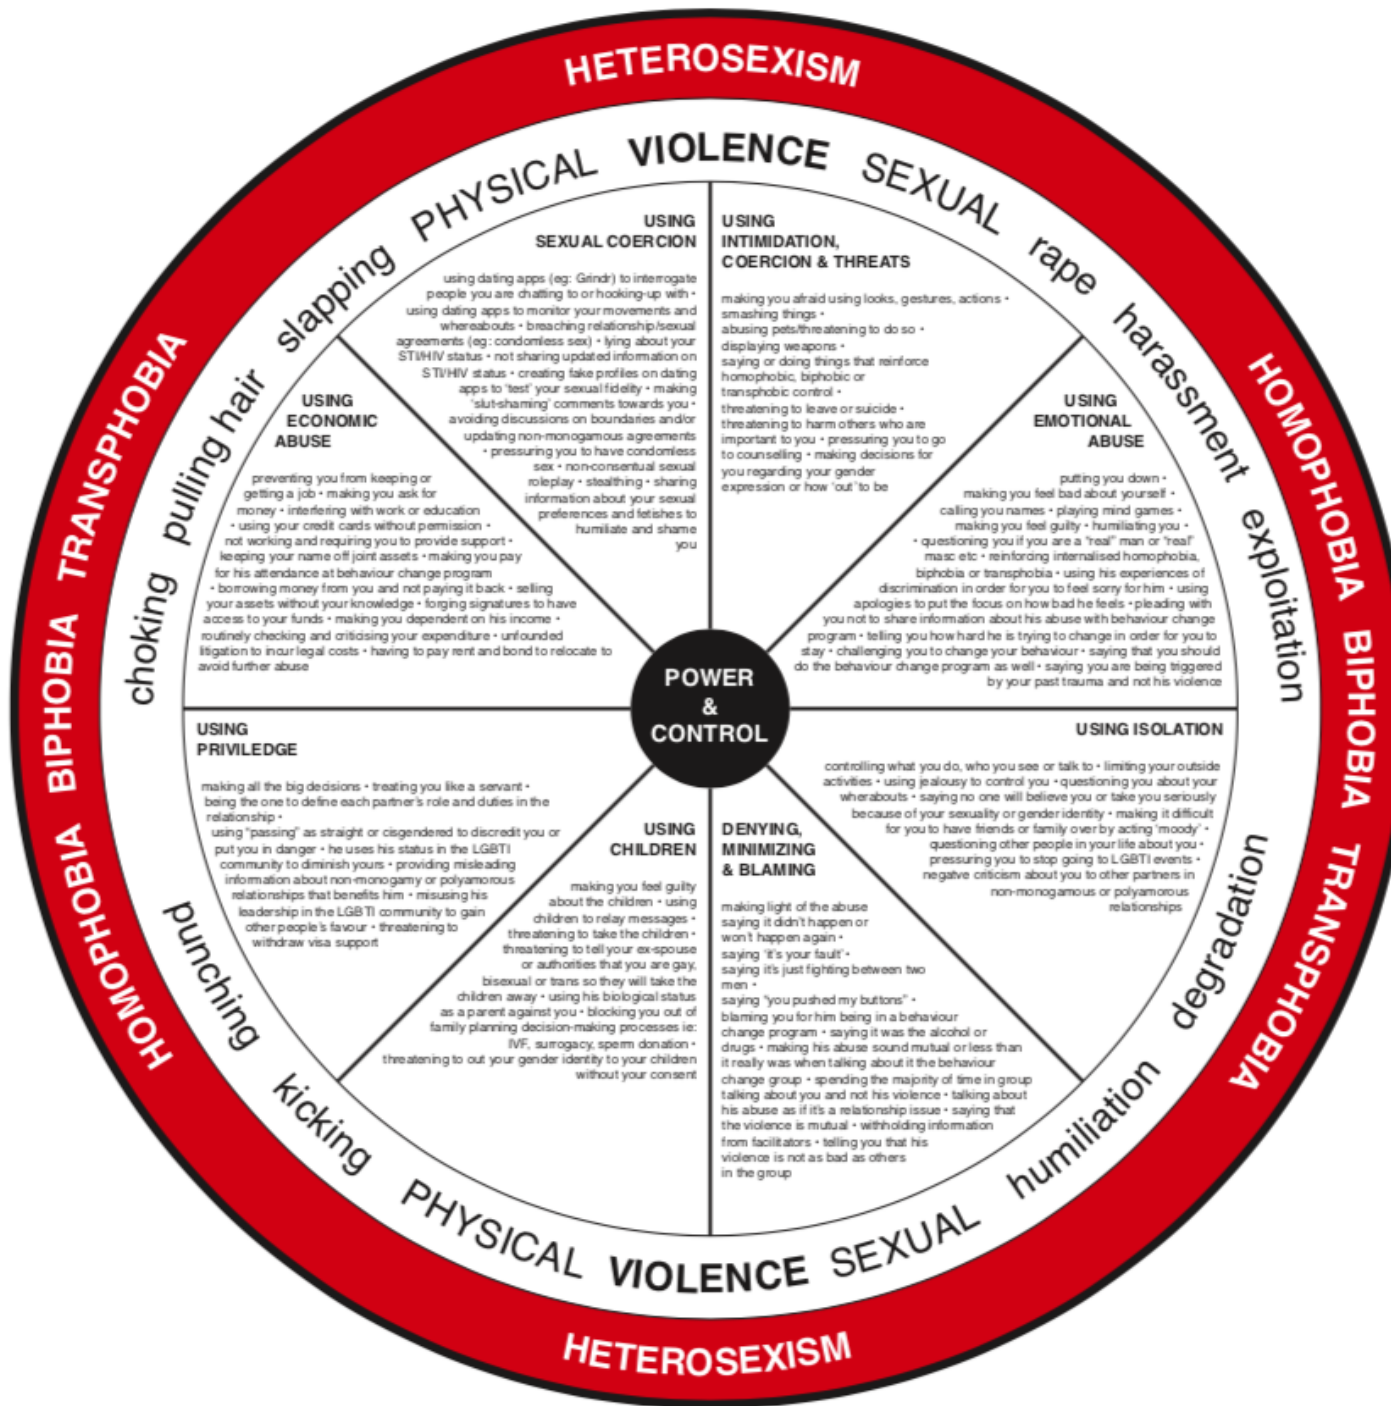 HETEROSEXISM
HOMOPHOBIA BIPHOBIA TRANSPHOBIA
HETEROSEXISM
HOMOPHOBIA BIPHOBIA TRANSPHOBIA
PHYSICAL VIOLENCE SEXUAL
rape
harassment
exploitation
degradation
humiliation
PHYSICAL VIOLENCE SEXUAL
kicking
punching
choking
pulling hair
slapping
POWER
&
CONTROL
USING
SEXUAL COERCION
using dating apps (eg: Grindr) to interrogate
people you are chatting to or hooking-up with •
using dating apps to monitor your movements and
whereabouts • breaching relationship/sexual
agreements (eg: condomless sex) • lying about your
STI/HIV status • not sharing updated information on
STI/HIV status • creating fake profiles on dating
apps to ‘test’ your sexual fidelity • making
‘slut-shaming’ comments towards you •
avoiding discussions on boundaries and/or
updating non-monogamous agreements
• pressuring you to have condomless
sex • non-consentual sexual
roleplay • stealthing • sharing
information about your sexual
preferences and fetishes to
humiliate and shame
you
USING
INTIMIDATION,
COERCION & THREATS
making you afraid using looks, gestures, actions •
smashing things •
abusing pets/threatening to do so •
displaying weapons •
saying or doing things that reinforce
homophobic, biphobic or
transphobic control •
threatening to leave or suicide •
threatening to harm others who are
important to you • pressuring you to go
to counselling • making decisions for
you regarding your gender
expression or how ‘out’ to be
USING
EMOTIONAL
ABUSE
putting you down •
making you feel bad about yourself •
calling you names • playing mind games •
making you feel guilty • humiliating you •
• questioning you if you are a “real” man or “real”
masc etc • reinforcing internalised homophobia,
biphobia or transphobia • using his experiences of
discrimination in order for you to feel sorry for him • using
apologies to put the focus on how bad he feels • pleading with
you not to share information about his abuse with behaviour change
program • telling you how hard he is trying to change in order for you to
stay • challenging you to change your behaviour • saying that you should
do the behaviour change program as well • saying you are being triggered
by your past trauma and not his violence
USING ISOLATION
controlling what you do, who you see or talk to • limiting your outside
activities • using jealousy to control you • questioning you about your
wherabouts • saying no one will believe you or take you seriously
because of your sexuality or gender identity • making it difficult
for you to have friends or family over by acting ‘moody’ •
questioning other people in your life about you •
pressuring you to stop going to LGBTI events •
negatve criticism about you to other partners in
non-monogamous or polyamorous
relationships
DENYING,
MINIMIZING
& BLAMING
making light of the abuse
saying it didn’t happen or
won’t happen again •
saying ‘it’s your fault’ •
saying it’s just fighting between two
men •
saying “you pushed my buttons” •
blaming you for him being in a behaviour
change program • saying it was the alcohol or
drugs • making his abuse sound mutual or less than
it really was when talking about it the behaviour
change group • spending the majority of time in group
talking about you and not his violence • talking about
his abuse as if it’s a relationship issue • saying that
the violence is mutual • withholding information
from facilitators • telling you that his
violence is not as bad as others
in the group
USING
CHILDREN
making you feel guilty
about the children • using
children to relay messages •
threatening to take the children •
threatening to tell your ex-spouse
or authorities that you are gay,
bisexual or trans so they will take the
children away • using his biological status
as a parent against you • blocking you out of
family planning decision-making processes ie:
IVF, surrogacy, sperm donation •
threatening to out your gender identity to your children
without your consent
USING
PRIVILEDGE
making all the big decisions • treating you like a servant •
being the one to define each partner’s role and duties in the
relationship •
using “passing” as straight or cisgendered to discredit you or
put you in danger • he uses his status in the LGBTI
community to diminish yours • providing misleading
information about non-monogamy or polyamorous
relationships that benefits him • misusing his
leadership in the LGBTI community to gain
other people’s favour • threatening to
withdraw visa support
USING
ECONOMIC
ABUSE
preventing you from keeping or
getting a job • making you ask for
money • interfering with work or education
• using your credit cards without permission •
not working and requiring you to provide support •
keeping your name off joint assets • making you pay
for his attendance at behaviour change program
• borrowing money from you and not paying it back • selling
your assets without your knowledge • forging signatures to have
access to your funds • making you dependent on his income •
routinely checking and criticising your expenditure • unfounded
litigation to incur legal costs • having to pay rent and bond to relocate to
avoid further abuse